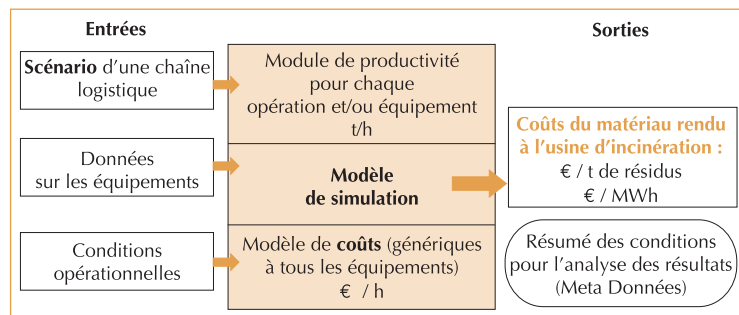 Entrées
Scénario d'une chaîne
logistique
Données
sur les équipements
Conditions
opérationnelles
Module de productivité
pour chaque
opération et/ou équipement
t/h
Modèle
de simulation
Modèle de coûts (génériques
à tous les équipements)
€ / h
Sorties
Coûts du matériau rendu
à l'usine d'incinération :
€ / t de résidus
€ / MWh
Résumé des conditions
pour l'analyse des résultats
(Meta Données)